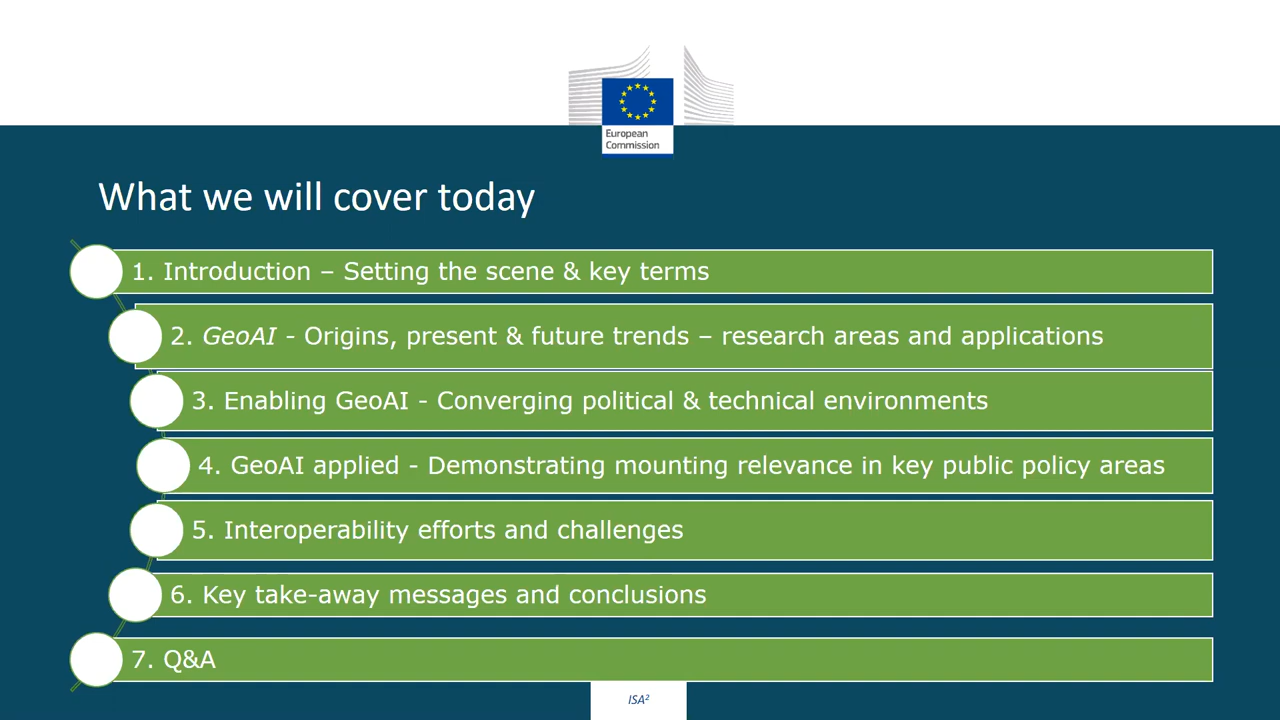 European
Commission
What we will cover today
1. Introduction – Setting the scene & key terms
2. GeoAI - Origins, present & future trends – research areas and applications
3. Enabling GeoAI - Converging political & technical environments
4. GeoAI applied - Demonstrating mounting relevance in key public policy areas
5. Interoperability efforts and challenges
6. Key take-away messages and conclusions
7. Q&A
ISA²